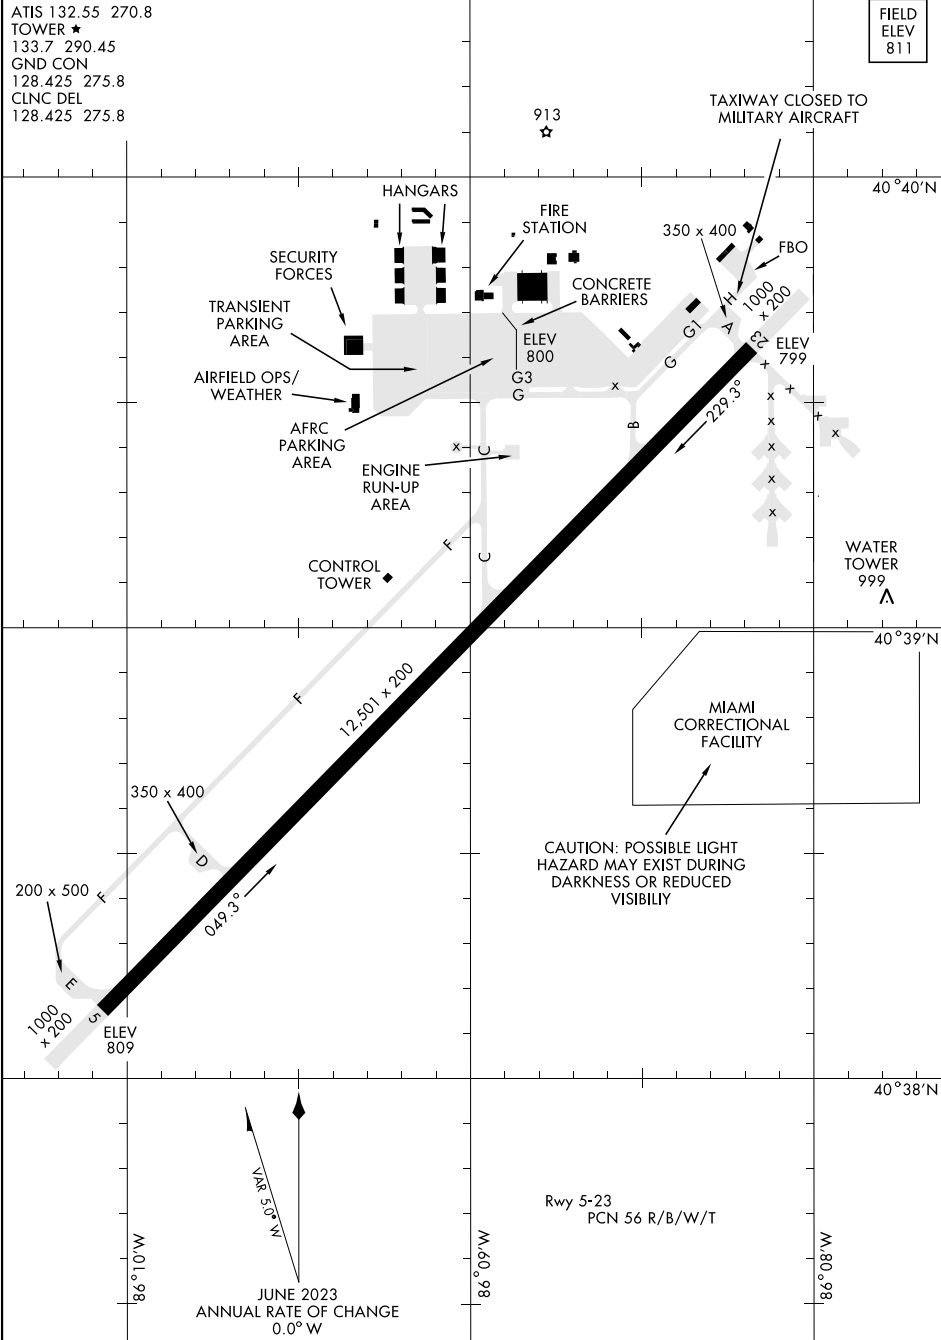 ATIS 132.55 270.8
TOWER ★
133.7 290.45
GND CON
128.425 275.8
CLNC DEL
128.425 275.8
FIELD
ELEV
811
913
TAXIWAY CLOSED TO
MILITARY AIRCRAFT
40°40'N
HANGARS
FIRE
STATION
350 x 400
FBO
SECURITY
FORCES
CONCRETE
BARRIERS
H
1000
x 200
TRANSIENT
PARKING
AREA
G1
A
23
ELEV
800
ELEV
799
G
AIRFIELD OPS/
WEATHER
G3
G
x
x
x
x
x
229.3°
AFRC
PARKING
AREA
B
x
x
x
C
x
ENGINE
RUN-UP
AREA
x
x
F
C
WATER
TOWER
999
CONTROL
TOWER
40°39'N
F
12,501 x 200
MIAMI
CORRECTIONAL
FACILITY
350 x 400
D
CAUTION: POSSIBLE LIGHT
HAZARD MAY EXIST DURING
DARKNESS OR REDUCED
VISIBILIY
200 x 500
F
049.3°
E
1000
x 200
5
ELEV
809
40°38'N
VAR 5.0° W
Rwy 5-23
PCN 56 R/B/W/T
86°10'W
86°09'W
86°08'W
JUNE 2023
ANNUAL RATE OF CHANGE
0.0° W